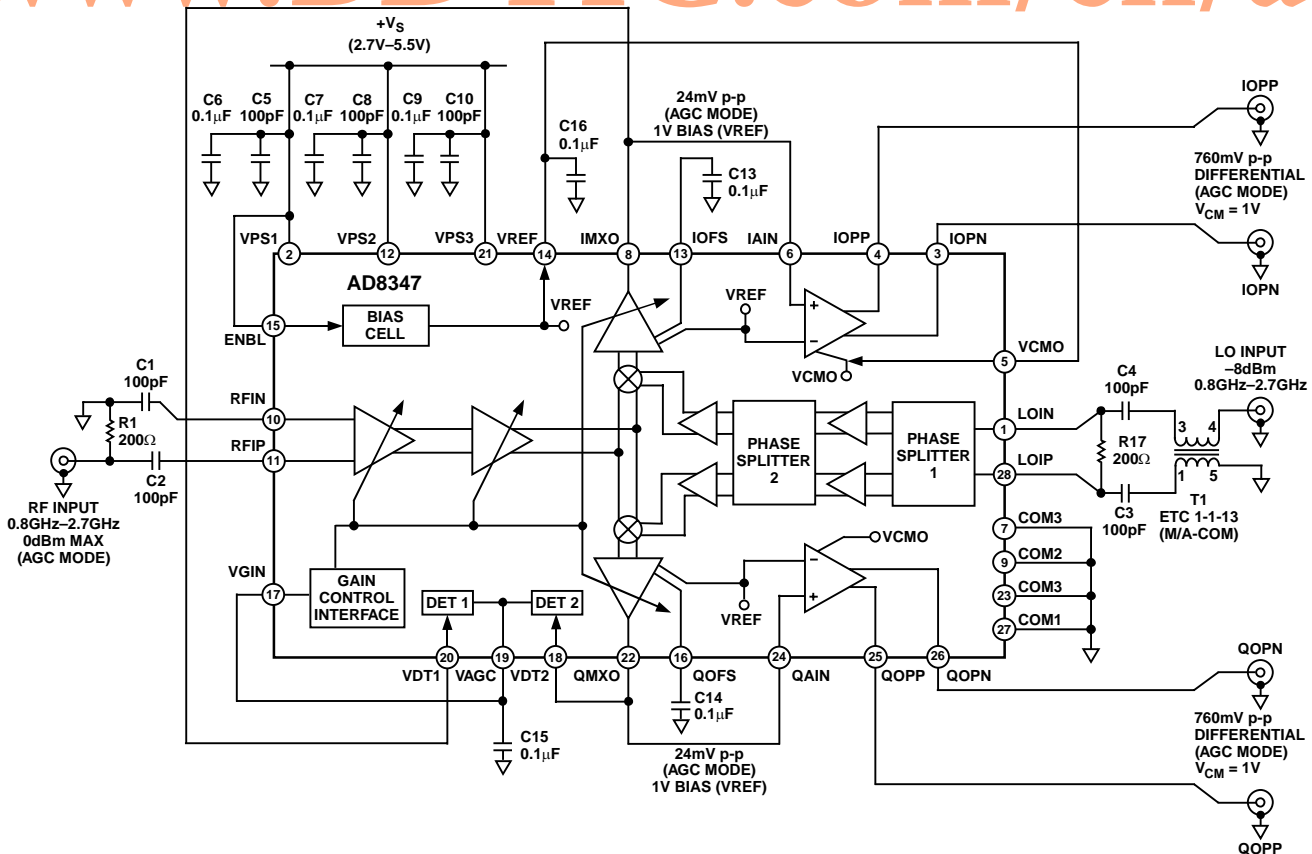 www.BDTIC.com/cn/a
+VS
(2.7V–5.5V)
C6
0.1µF
C5
100pF
C7
0.1µF
C8
100pF
C9
0.1µF
C10
100pF
C16
0.1µF
24mV p-p
(AGC MODE)
1V BIAS (VREF)
C13
0.1µF
IOPP
760mV p-p
DIFFERENTIAL
(AGC MODE)
VCM = 1V
IOPN
VPS1
VPS2
VPS3
VREF
IMXO
IOFS
IAIN
IOPP
IOPN
2
12
21
14
8
13
6
4
3
AD8347
VREF
VREF
+
–
BIAS
CELL
15
ENBL
VCMO
5
VCMO
LO INPUT
–8dBm
0.8GHz–2.7GHz
C1
100pF
C4
100pF
RFIN
10
R1
200Ω
RFIP
11
C2
100pF
RF INPUT
0.8GHz–2.7GHz
0dBm MAX
(AGC MODE)
PHASE
SPLITTER
2
PHASE
SPLITTER
1
LOIN
1
LOIP
28
R17
200Ω
3
4
1
5
C3
100pF
T1
ETC 1-1-13
(M/A-COM)
7
COM3
9
COM2
23
COM3
27
COM1
VCMO
–
+
VREF
VGIN
17
GAIN
CONTROL
INTERFACE
DET 1
DET 2
20
19
18
22
16
24
25
26
VDT1
VAGC
VDT2
QMXO
QOFS
QAIN
QOPP
QOPN
C14
0.1µF
C15
0.1µF
24mV p-p
(AGC MODE)
1V BIAS (VREF)
QOPN
760mV p-p
DIFFERENTIAL
(AGC MODE)
VCM = 1V
QOPP